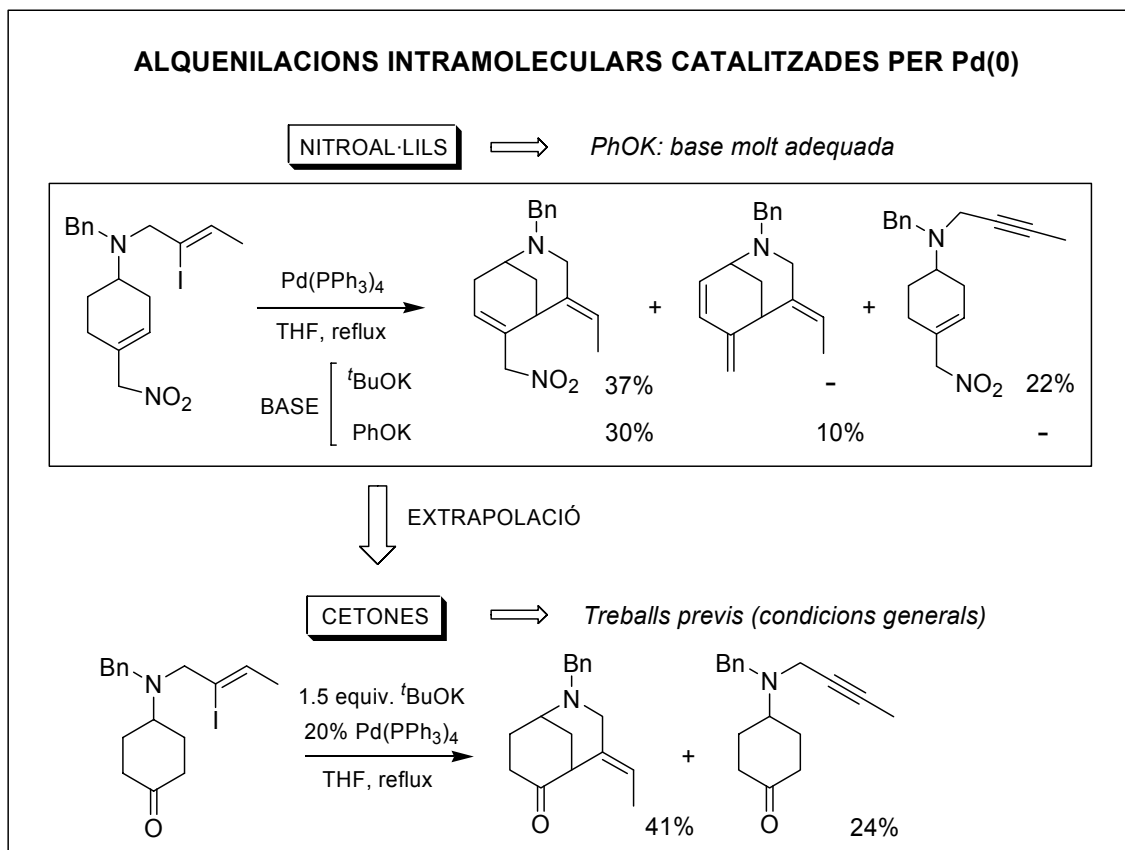 ALQUENILACIONS INTRAMOLECULARS CATALITZADES PER Pd(0)
NITROAL·LILS
PhOK: base molt adequada
Bn
N
I
NO2
Pd(PPh3)4
THF, reflux
BASE
tBuOK
PhOK
Bn
N
NO2
37%
30%
+
Bn
N
-
10%
+
Bn
N
NO2
22%
-
EXTRAPOLACIÓ
CETONES
Treballs previs (condicions generals)
Bn
N
I
O
1.5 equiv. tBuOK
20% Pd(PPh3)4
THF, reflux
Bn
N
O
41%
+
Bn
N
O
24%